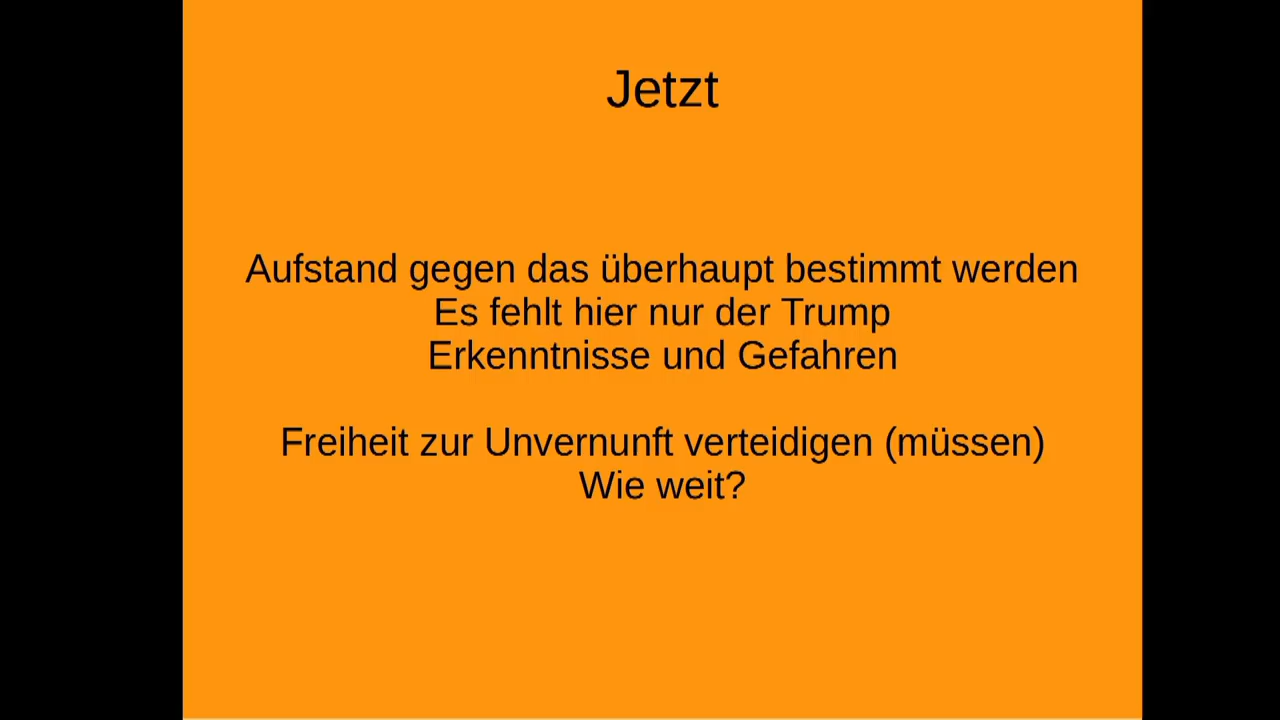 Jetzt
Aufstand gegen das überhaupt bestimmt werden
Es fehlt hier nur der Trump
Erkenntnisse und Gefahren
Freiheit zur Unvernunft verteidigen (müssen)
Wie weit?